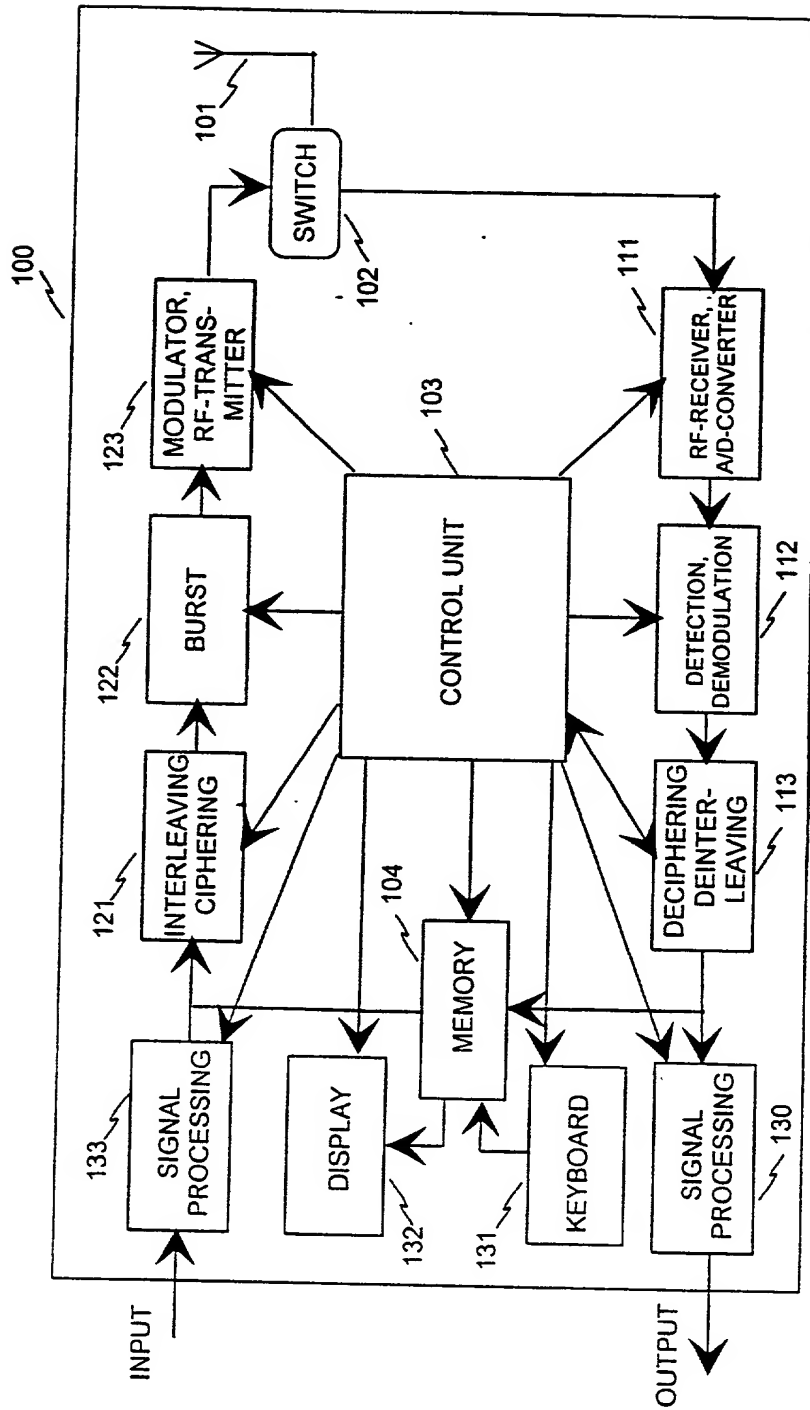 100
101
SWITCH
102
123
MODULATOR,
RF-TRANS-
MITTER
122
BURST
121
INTERLEAVING
CIPHERING
133
SIGNAL
PROCESSING
INPUT
103
CONTROL UNIT
104
MEMORY
DISPLAY
132
131
KEYBOARD
111
RF-RECEIVER,
A/D-CONVERTER
112
DETECTION,
DEMODULATION
113
DECIPHERING
DEINTER-
LEAVING
130
SIGNAL
PROCESSING
OUTPUT